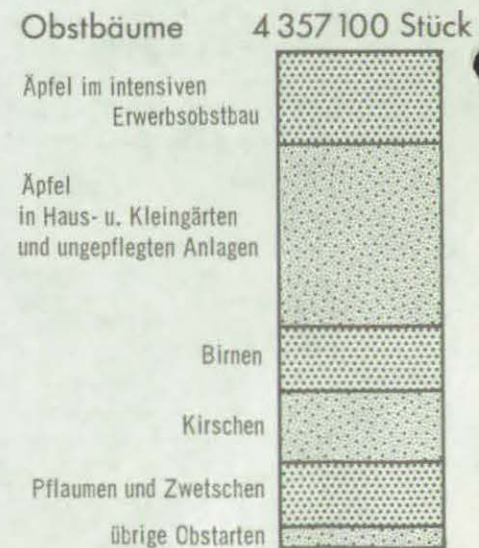 Obstbäume 4 357 100 Stück
Äpfel im intensiven
Erwerbsobstbau
Äpfel
in Haus- u. Kleingärten
und ungepflegten Anlagen
Birnen
Kirschen
Pflaumen und Zwetschen
übrige Obstarten